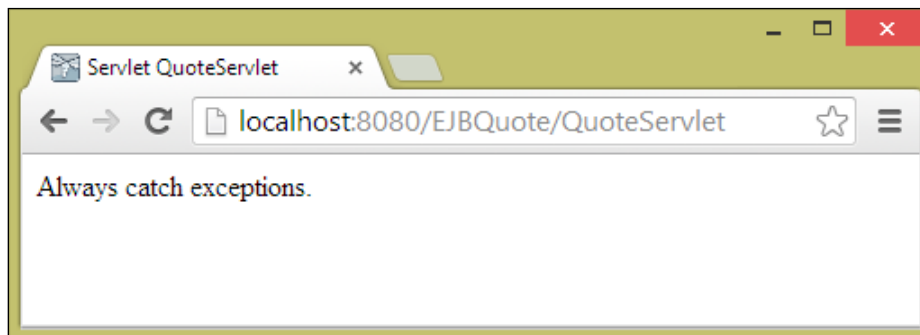 Servlet QuoteServlet
localhost:8080/EJBQuote/QuoteServlet
Always catch exceptions.